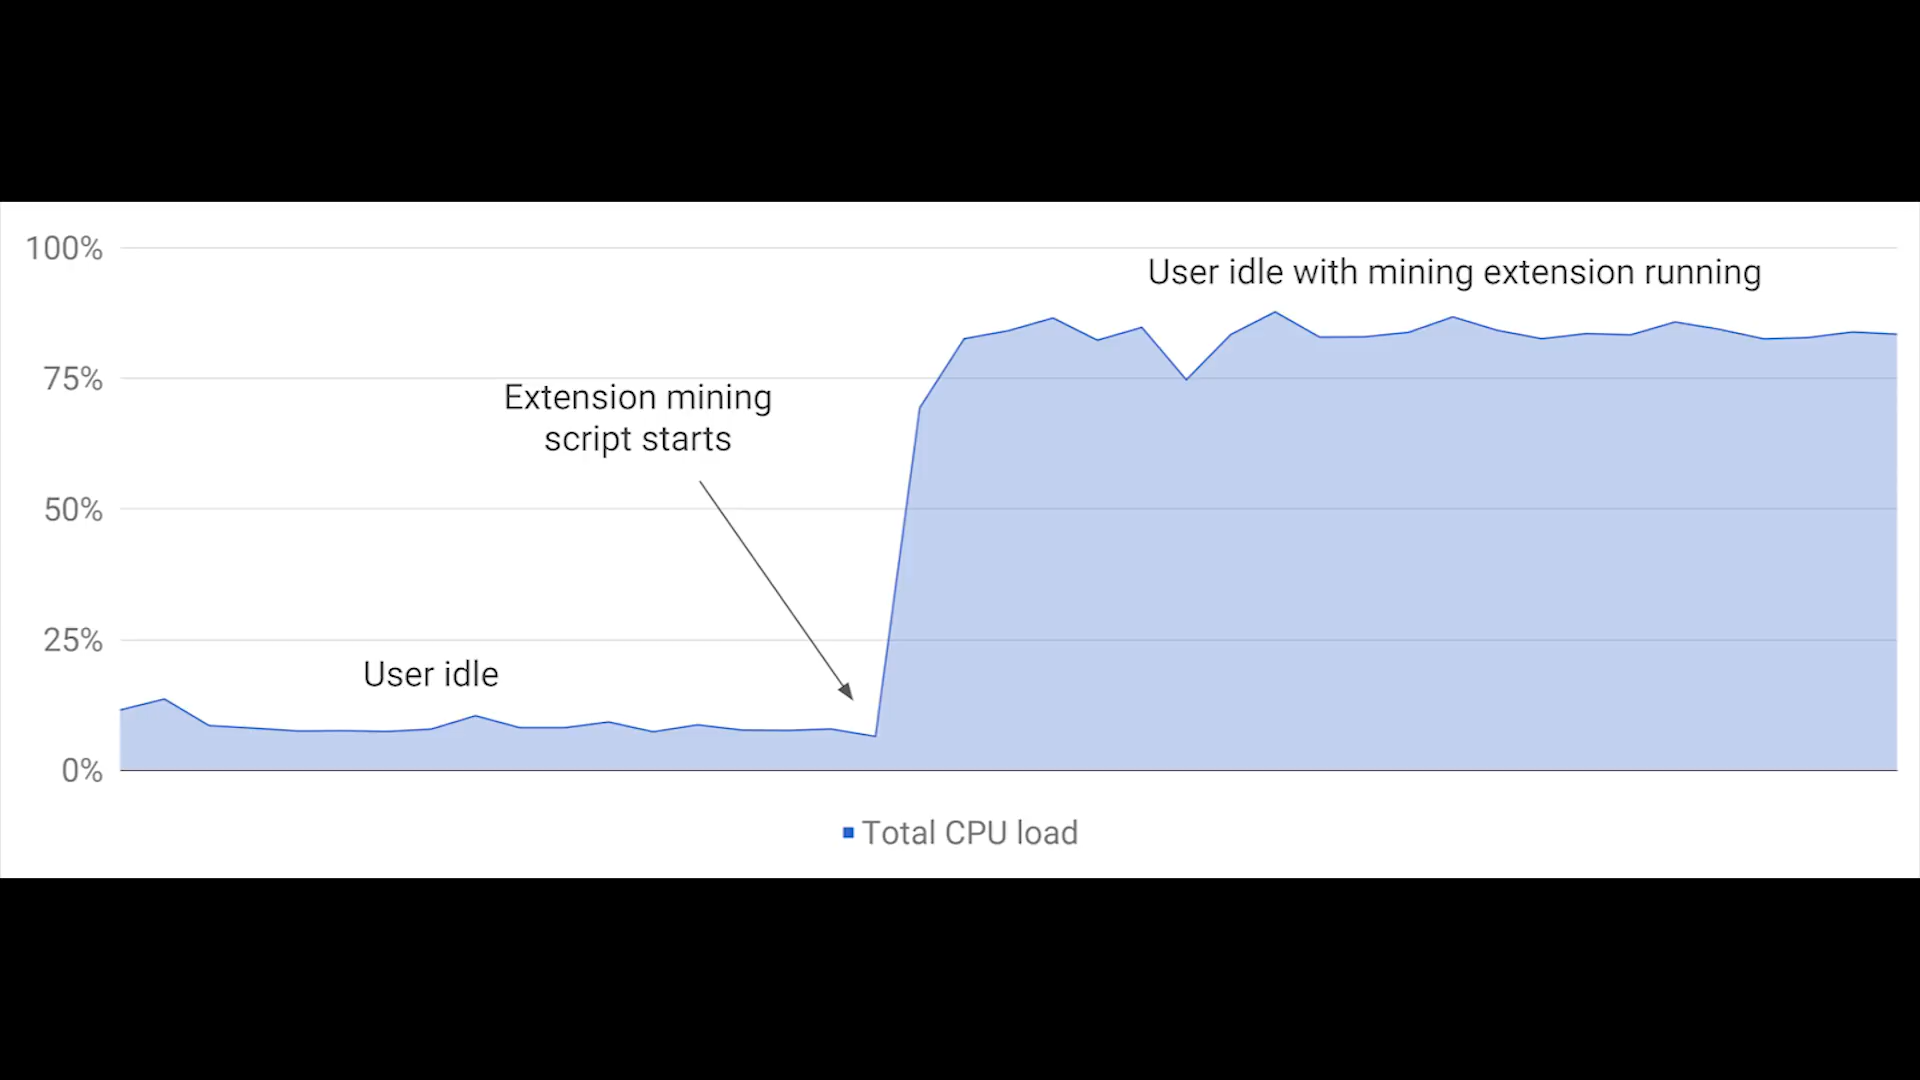 100%
User idle with mining extension running
75%
Extension mining
script starts
50%
25%
User idle
0%
Total CPU load